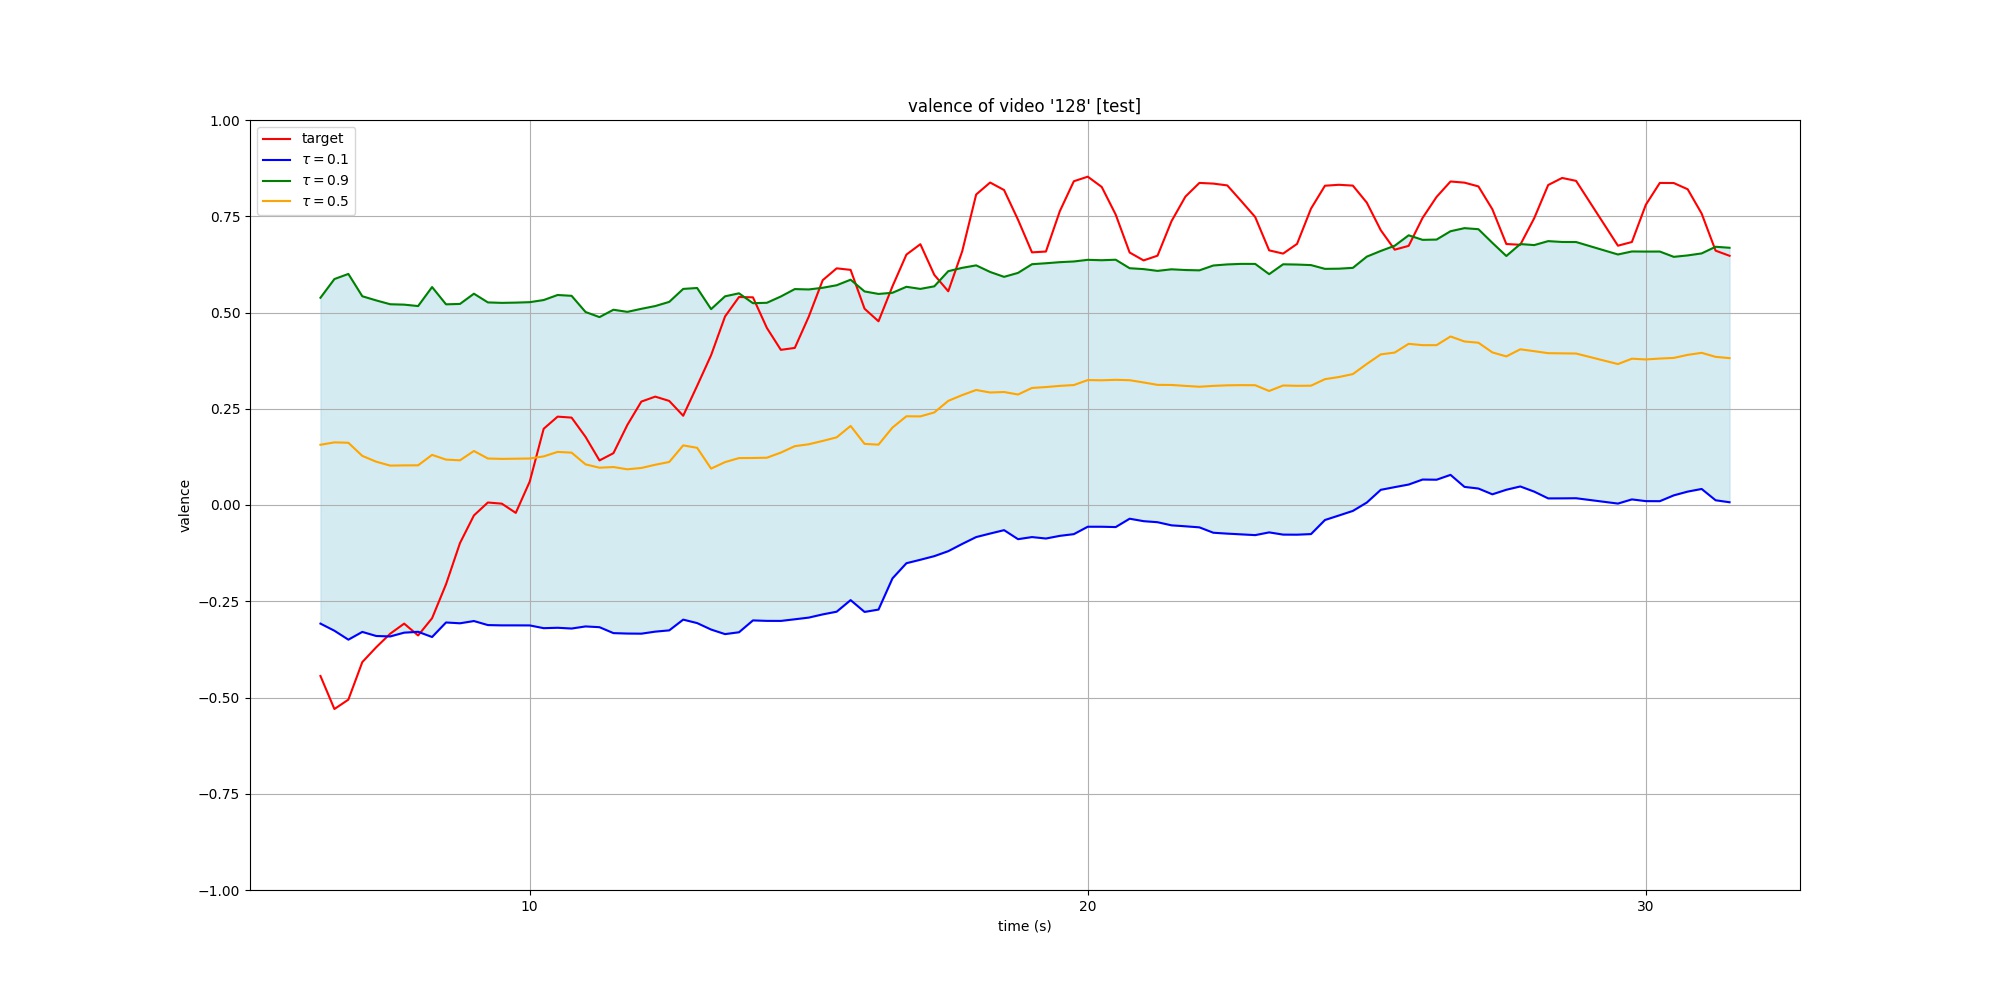 valence of video '128' [test]
target
τ = 0.1
τ = 0.9
τ = 0.5
1.00
0.75
0.50
0.25
0.00
−0.25
−0.50
−0.75
−1.00
valence
10
20
30
time (s)